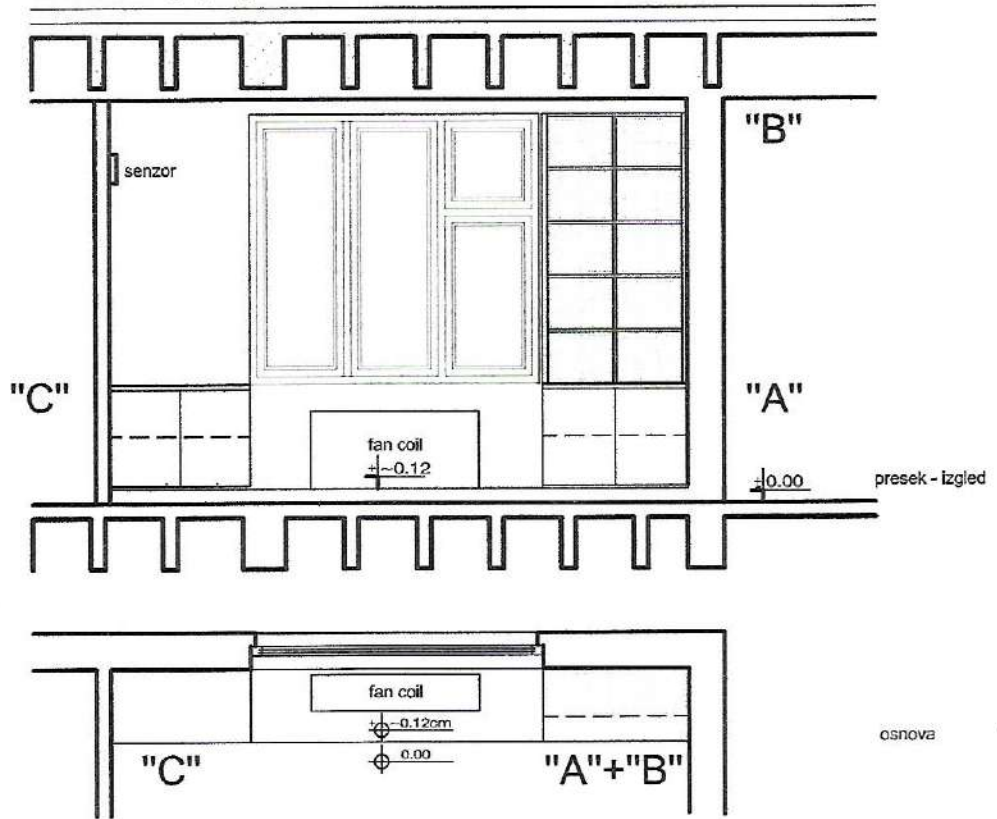 "B"
senzor
"C"
"A"
fan coil
±~0.12
±0.00
presek - izgled
fan coil
±~0.12cm
0.00
osnova
"C"
"A"+"B"